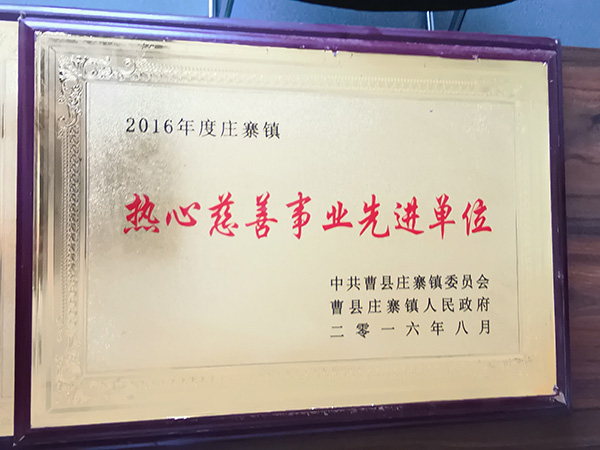 2016年度庄寨镇
热心慈善事业先进单位
中共曹县庄寨镇委员会
曹县庄寨镇人民政府
二零一六年八月